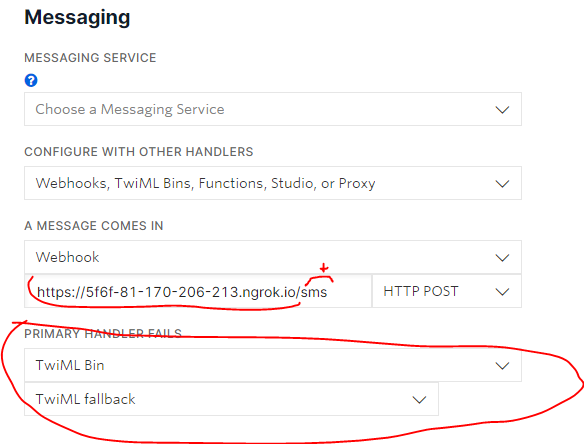 Messaging
MESSAGING SERVICE
?
Choose a Messaging Service
CONFIGURE WITH OTHER HANDLERS
Webhooks, TwiML Bins, Functions, Studio, or Proxy
A MESSAGE COMES IN
Webhook
https://5f6f-81-170-206-213.ngrok.io/sms HTTP POST
PRIMARY HANDLER FAILS
TwiML Bin
TwiML fallback